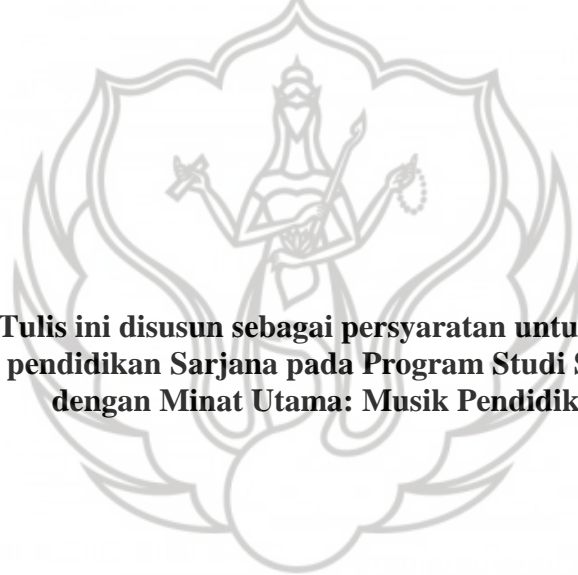 Tulis ini disusun sebagai persyaratan untu
pendidikan Sarjana pada Program Studi S
dengan Minat Utama: Musik Pendidik